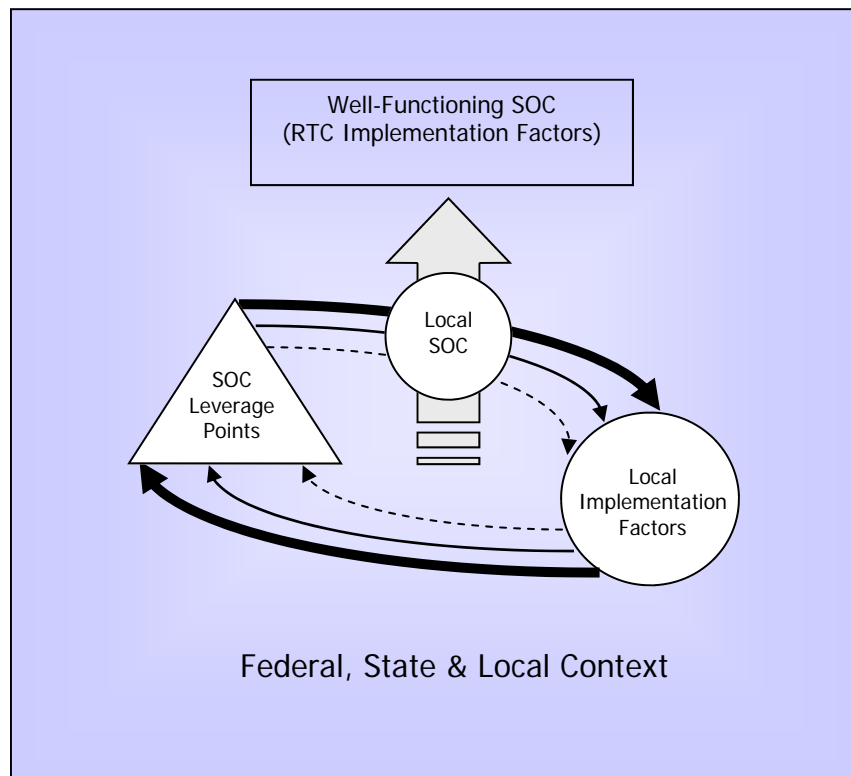 Well-Functioning SOC
(RTC Implementation Factors)
Local
SOC
SOC
Leverage
Points
Local
Implementation
Factors
Federal, State & Local Context